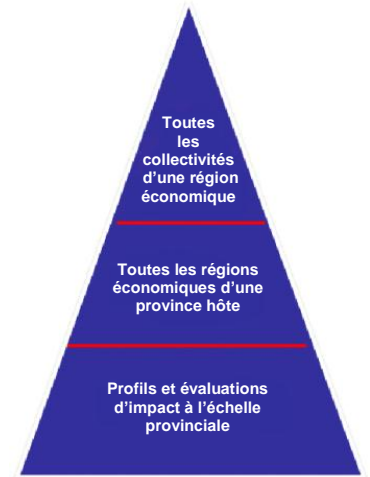 Toutes
les
collectivités
d’une région
économique
Toutes les régions
économiques d’une
province hôte
Profils et évaluations
d’impact à l’échelle
provinciale